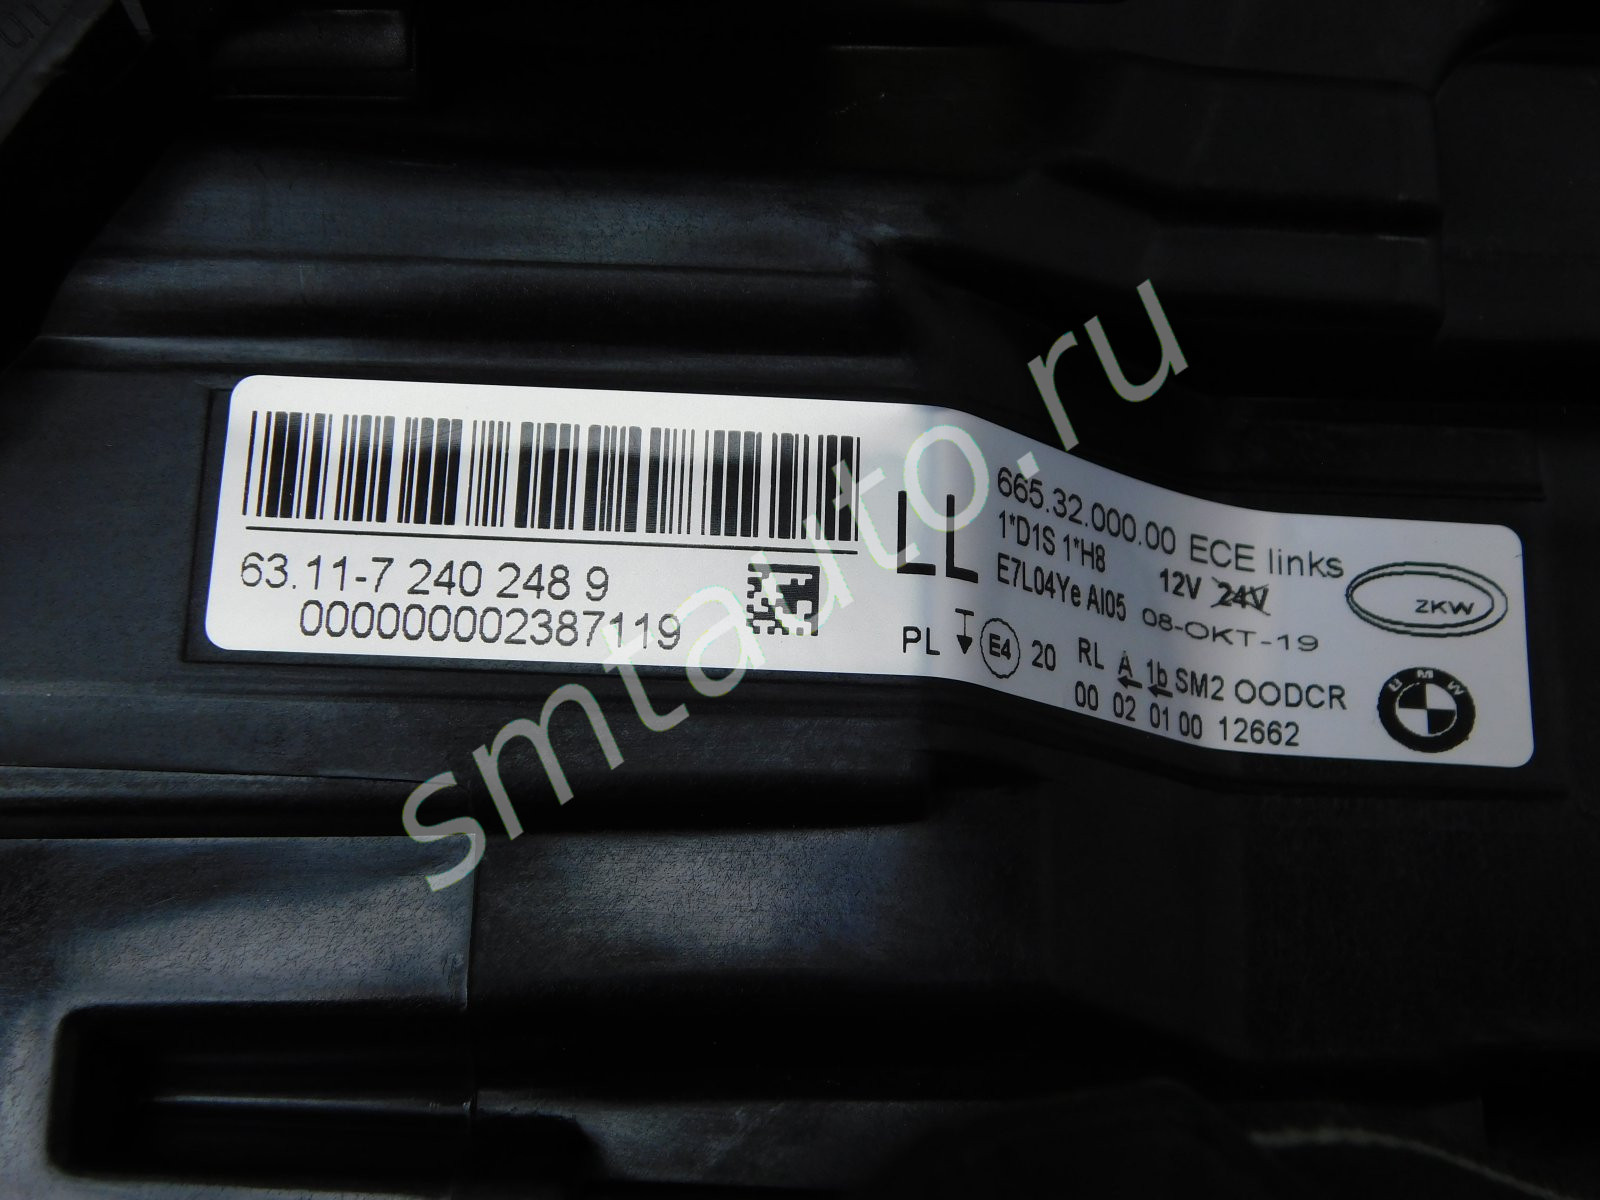 63.11-7 240 248 9
000000002387119
LL
665.32.000.00 ECE links
1*D1S 1*H8
12V 24V
E7L04Ye AI05 08-OKT-19
ZKW
PL E4 20 RL A 1b SM2 OODCR
00 02 01 00 12662
BMW
smtauto.ru